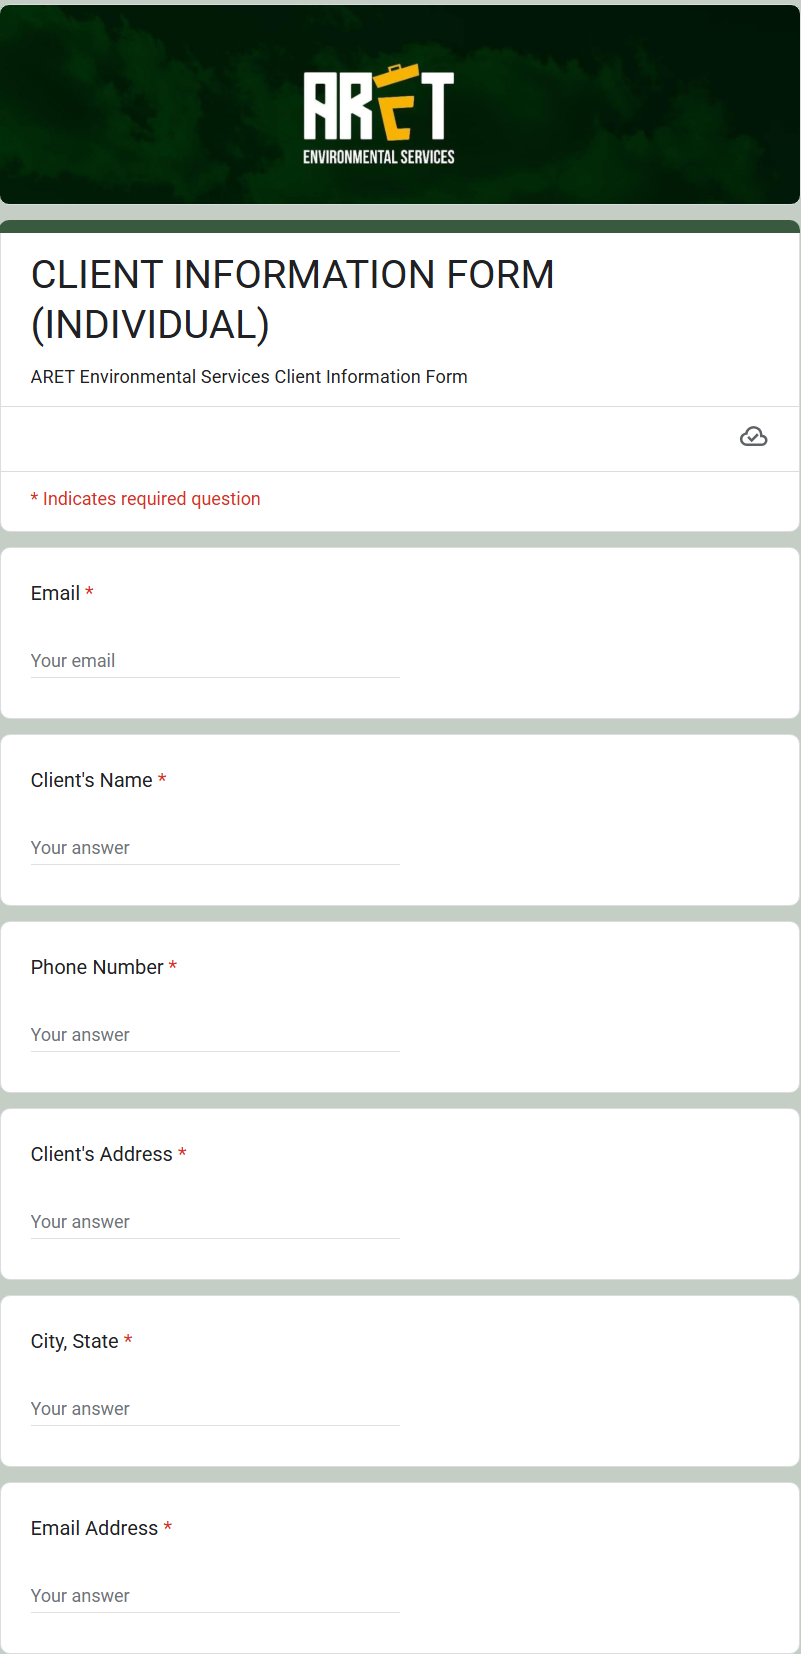 ARET
ENVIRONMENTAL SERVICES
CLIENT INFORMATION FORM
(INDIVIDUAL)
ARET Environmental Services Client Information Form
* Indicates required question
Email *
Your email
Client's Name *
Your answer
Phone Number *
Your answer
Client's Address *
Your answer
City, State *
Your answer
Email Address *
Your answer